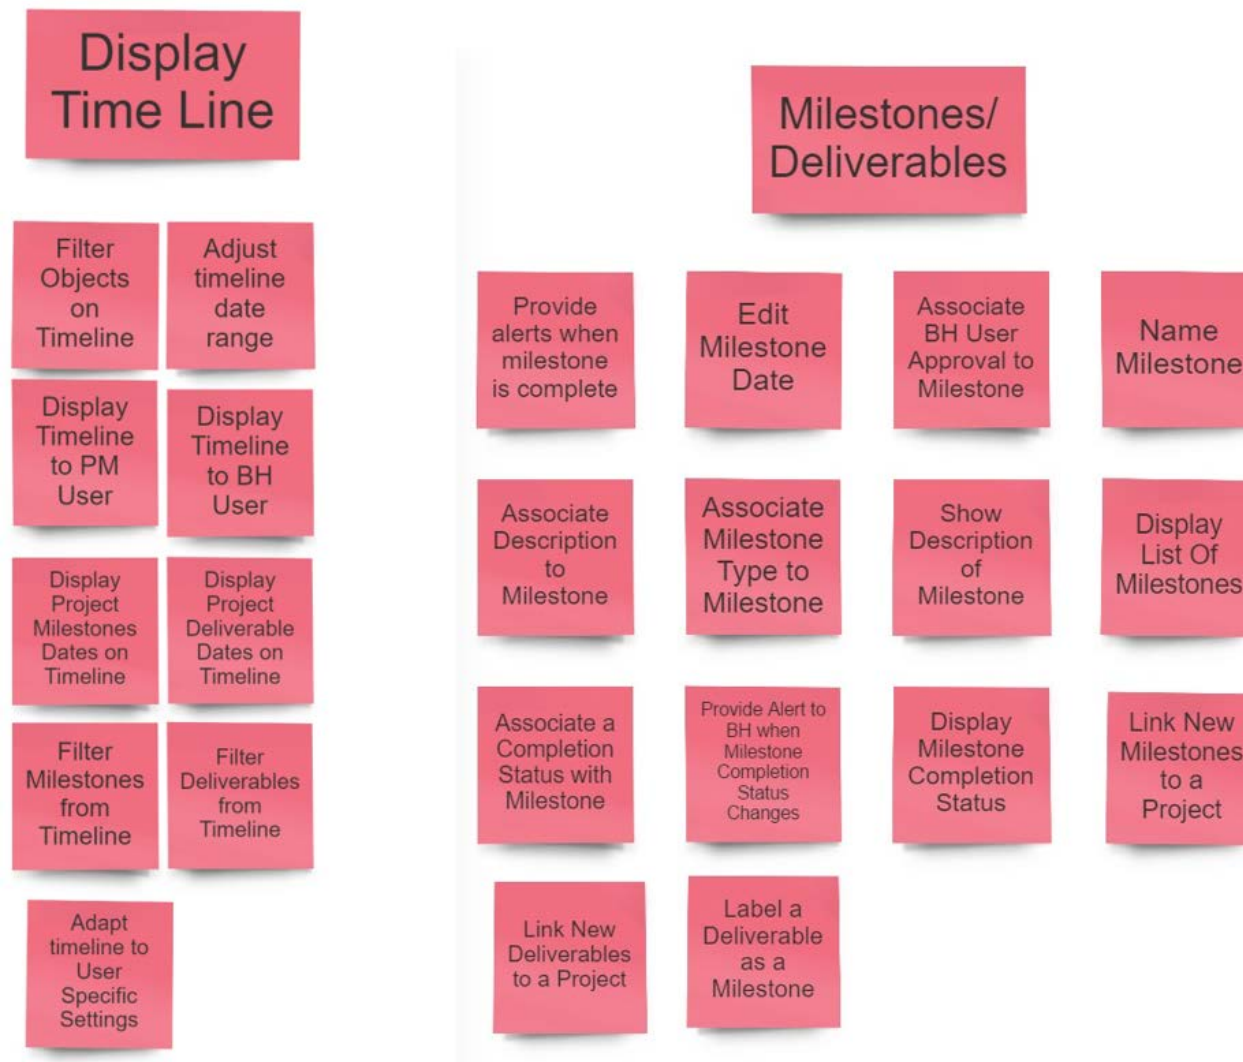 Display
Time Line
Filter
Objects
on
Timeline
Adjust
timeline
date
range
Display
Timeline
to PM
User
Display
Timeline
to BH
User
Display
Project
Milestones
Dates on
Timeline
Display
Project
Deliverable
Dates on
Timeline
Filter
Milestones
from
Timeline
Filter
Deliverables
from
Timeline
Adapt
timeline to
User
Specific
Settings
Milestones/
Deliverables
Provide
alerts when
milestone
is complete
Edit
Milestone
Date
Associate
BH User
Approval to
Milestone
Name
Milestone
Associate
Description
to
Milestone
Associate
Milestone
Type to
Milestone
Show
Description
of
Milestone
Display
List Of
Milestones
Associate a
Completion
Status with
Milestone
Provide Alert to
BH when
Milestone
Completion
Status
Changes
Display
Milestone
Completion
Status
Link New
Milestones
to a
Project
Link New
Deliverables
to a Project
Label a
Deliverable
as a
Milestone